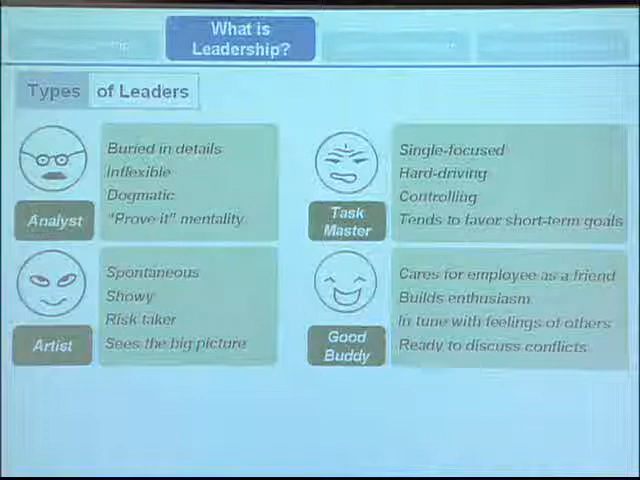 What is
Leadership?
Types of Leaders
Buried in details
Inflexible
Dogmatic
"Prove it" mentality
Analyst
Single-focused
Hard-driving
Controlling
Tends to favor short-term goals
Task
Master
Spontaneous
Showy
Risk taker
Sees the big picture
Artist
Cares for employee as a friend
Builds enthusiasm
In tune with feelings of others
Ready to discuss conflicts
Good
Buddy